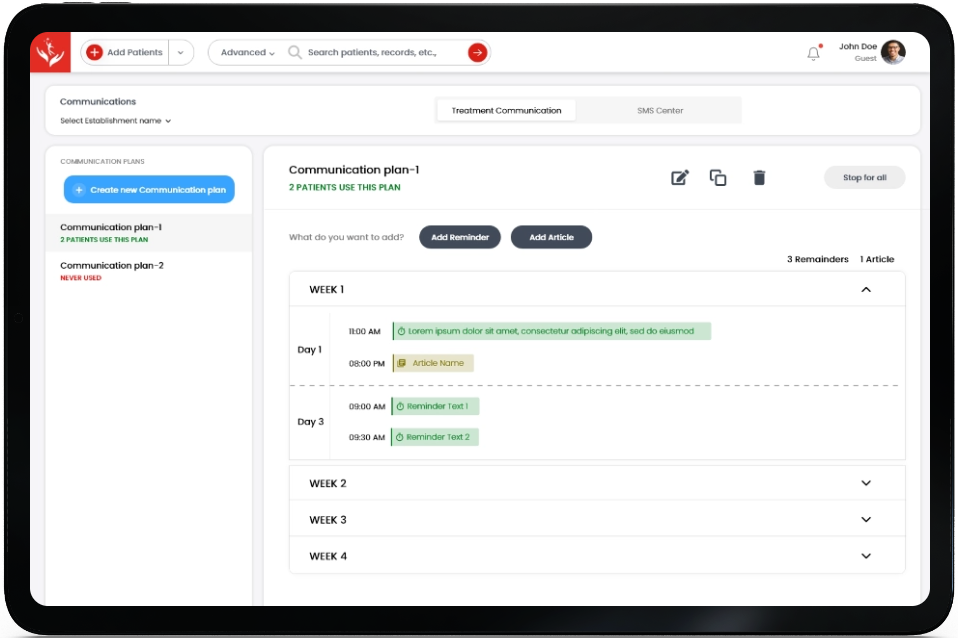 Add Patients
Advanced
Search patients, records, etc.,
John Doe
Guest
Communications
Select Establishment name
Treatment Communication
SMS Center
COMMUNICATION PLANS
+ Create new Communication plan
Communication plan-1
2 PATIENTS USE THIS PLAN
Communication plan-2
NEVER USED
Communication plan-1
2 PATIENTS USE THIS PLAN
Stop for all
What do you want to add?
Add Reminder
Add Article
3 Remainders 1 Article
WEEK 1
Day 1
11:00 AM
Lorem ipsum dolor sit amet, consectetur adipiscing elit, sed do eiusmod
08:00 PM
Article Name
Day 3
09:00 AM
Reminder Text 1
09:30 AM
Reminder Text 2
WEEK 2
WEEK 3
WEEK 4